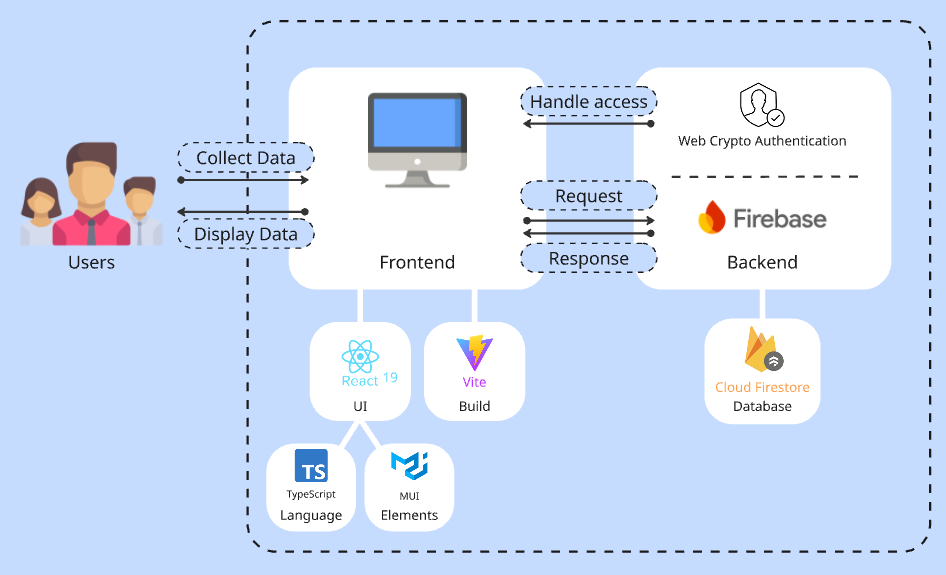 Handle access
Web Crypto Authentication
Collect Data
Request
Firebase
Display Data
Response
Users
Frontend
Backend
React 19
UI
Vite
Build
Cloud Firestore
Database
TS
TypeScript
Language
MUI
Elements